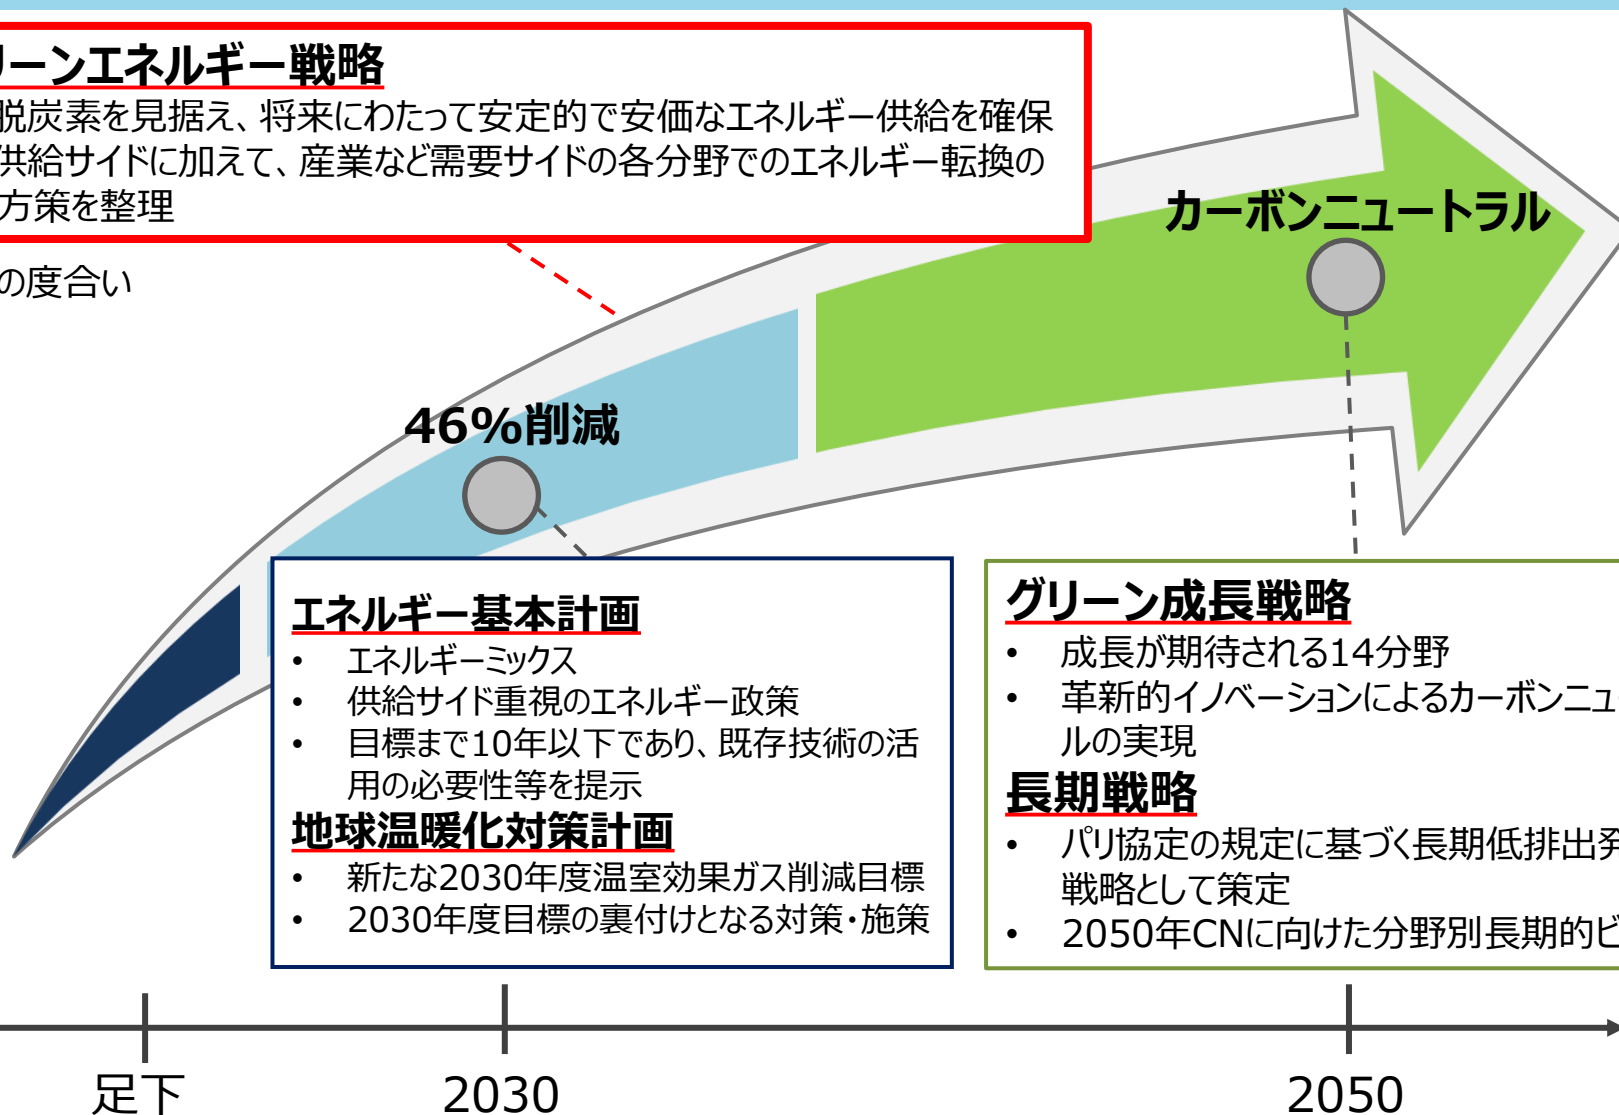 リーンエネルギー戦略
脱炭素を見据え、将来にわたって安定的で安価なエネルギー供給を確保
供給サイドに加えて、産業など需要サイドの各分野でのエネルギー転換の
方策を整理
の度合い
カーボンニュートラル
46%削減
エネルギー基本計画
• エネルギーミックス
• 供給サイド重視のエネルギー政策
• 目標まで10年以下であり、既存技術の活
用の必要性等を提示
地球温暖化対策計画
• 新たな2030年度温室効果ガス削減目標
• 2030年度目標の裏付けとなる対策・施策
グリーン成長戦略
• 成長が期待される14分野
• 革新的イノベーションによるカーボンニュ
ルの実現
長期戦略
• パリ協定の規定に基づく長期低排出発
戦略として策定
• 2050年CNに向けた分野別長期的ビ
足下
2030
2050